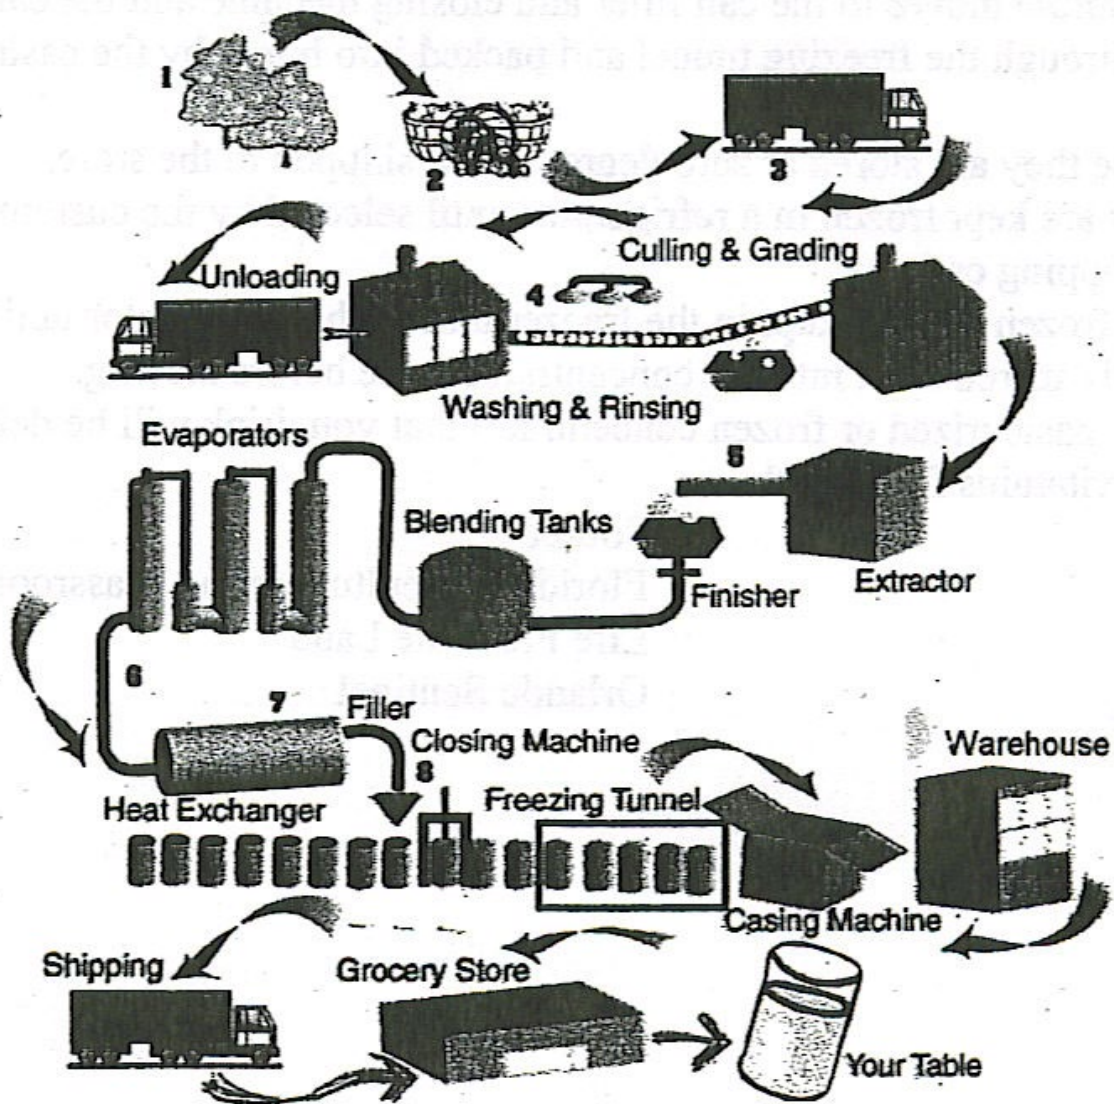 1
2
3
Unloading
4
Culling & Grading
Washing & Rinsing
Evaporators
5
Blending Tanks
Finisher
Extractor
6
7
Filler
Closing Machine
8
Heat Exchanger
Freezing Tunnel
Warehouse
Casing Machine
Shipping
Grocery Store
Your Table